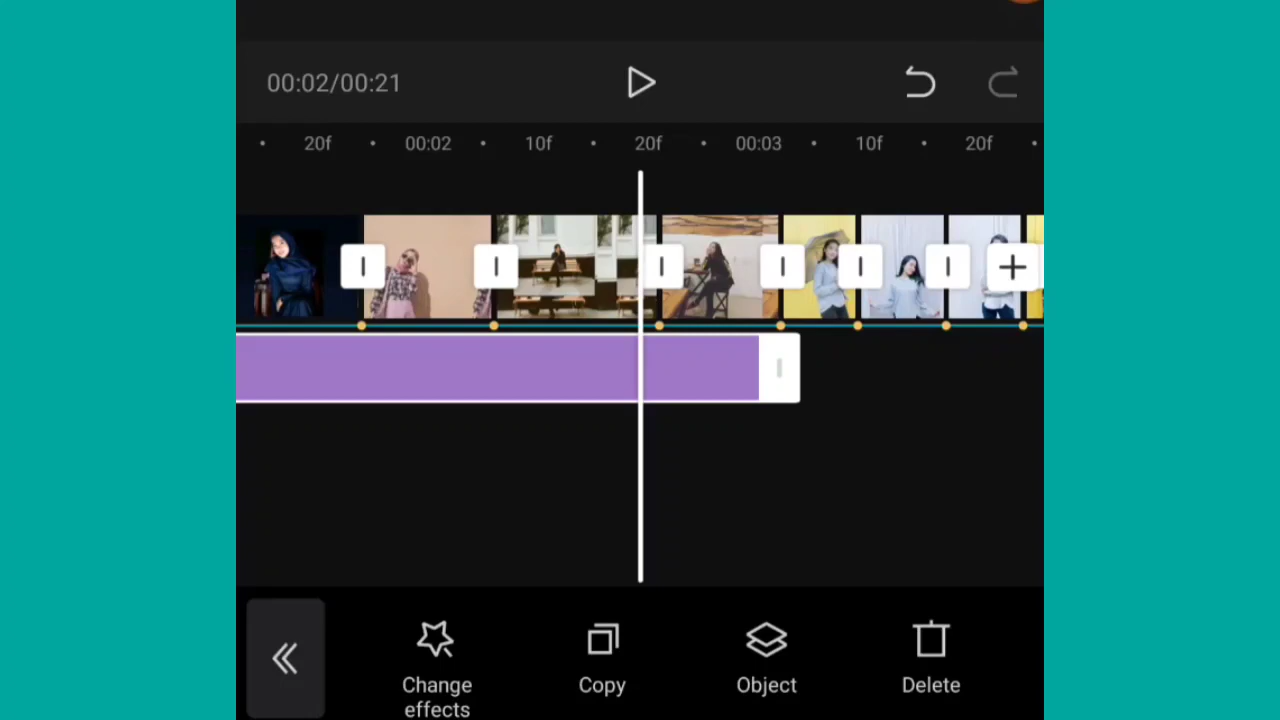 00:02/00:21
20f 00:02 10f 20f 00:03 10f 20f
Change effects
Copy
Object
Delete